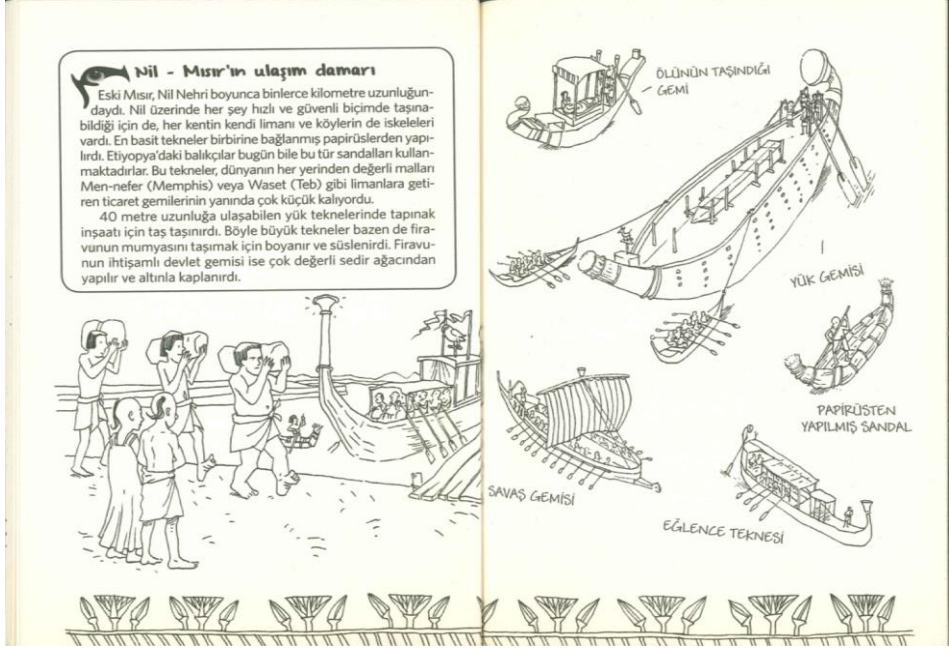 Nil - Mısır'ın ulaşım damarı
Eski Mısır, Nil Nehri boyunca binlerce kilometre uzunluğun-
daydı. Nil üzerinde her şey hızlı ve güvenli biçimde taşına-
bildiği için de, her kentin kendi limanı ve köylerin de iskeleleri
vardı. En basit tekneler birbirine bağlanmış papirüslerden yapı-
lırdı. Etiyopya'daki balıkçılar bugün bile bu tür sandalları kullan-
maktadırlar. Bu tekneler, dünyanın her yerinden değerli malları
Men-nefer (Memphis) veya Waset (Teb) gibi limanlara geti-
ren ticaret gemilerinin yanında çok küçük kalıyordu.
40 metre uzunluğa ulaşabilen yük teknelerinde tapınak
inşaatı için taş taşınırdı. Böyle büyük tekneler bazen de fira-
vunun mumyasını taşımak için boyanır ve süslenirdi. Firavu-
nun ihtişamlı devlet gemisi ise çok değerli sedir ağacından
yapılır ve altınla kaplanırdı.
ÖLÜNÜN TAŞINDIĞI
GEMİ
YÜK GEMİSİ
PAPİRÜSTEN
YAPILMIŞ SANDAL
SAVAŞ GEMİSİ
EĞLENCE TEKNESİ